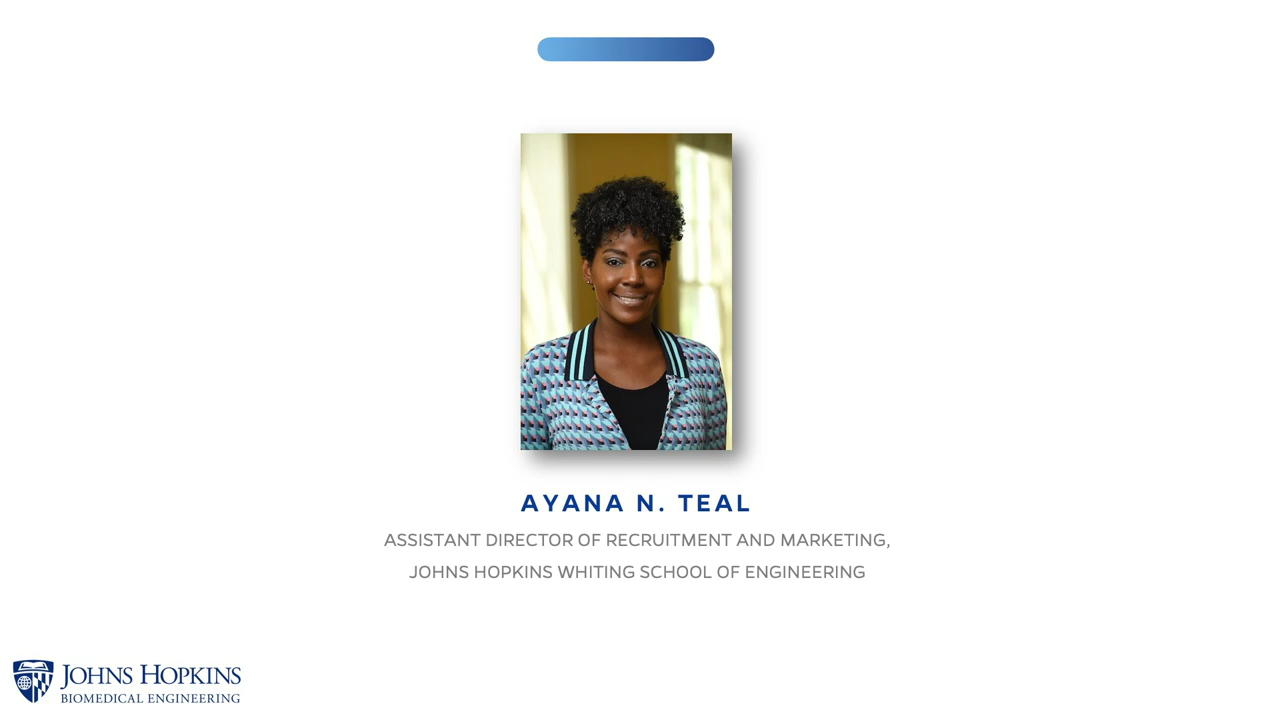 AYANA N. TEAL
ASSISTANT DIRECTOR OF RECRUITMENT AND MARKETING,
JOHNS HOPKINS WHITING SCHOOL OF ENGINEERING
JOHNS HOPKINS
BIOMEDICAL ENGINEERING